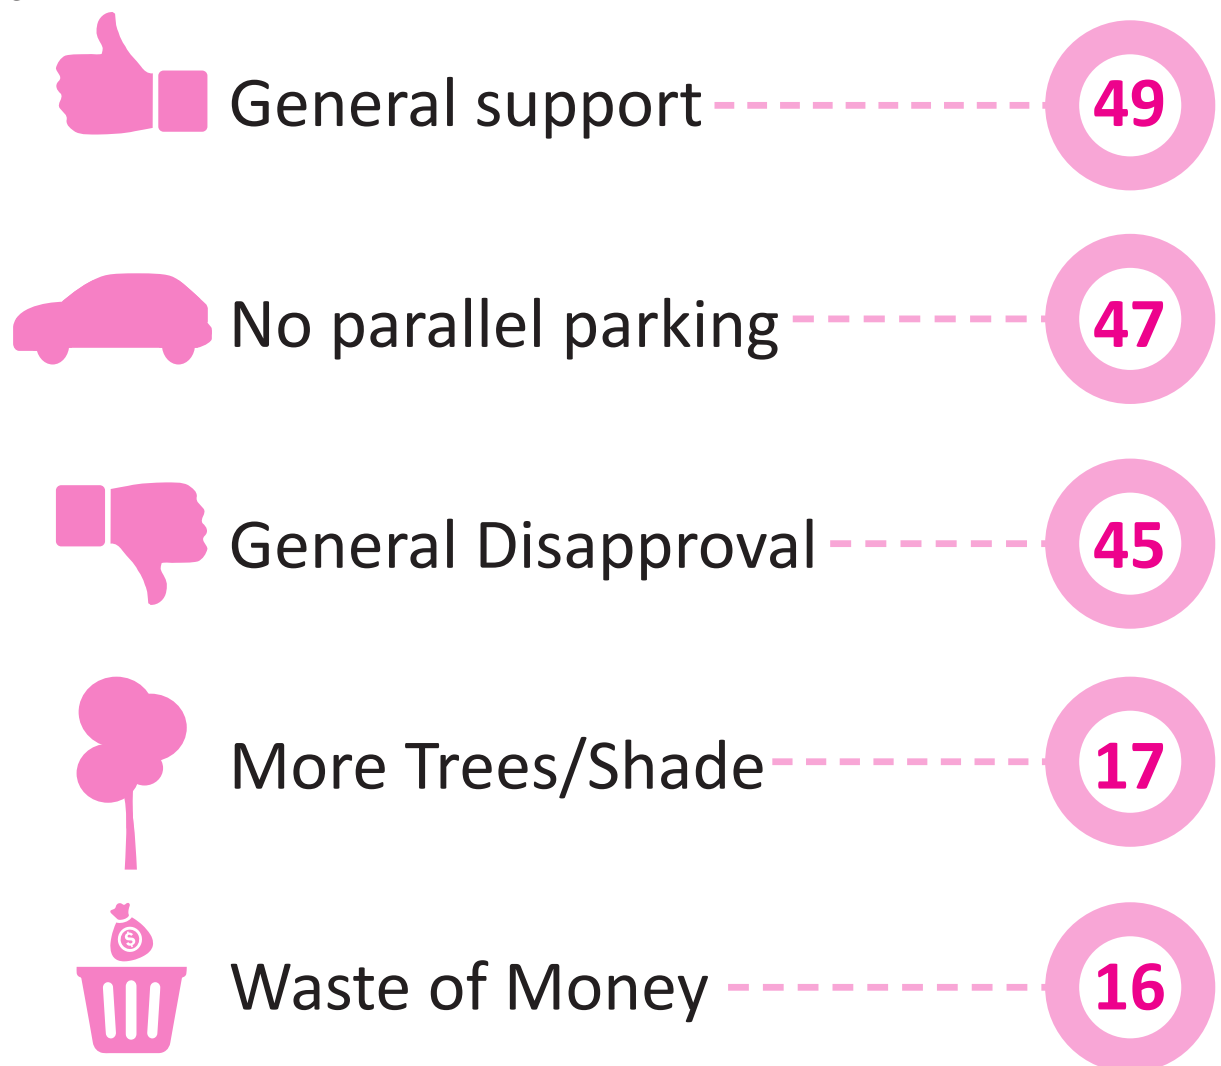 General support 49
No parallel parking 47
General Disapproval 45
More Trees/Shade 17
$
Waste of Money 16